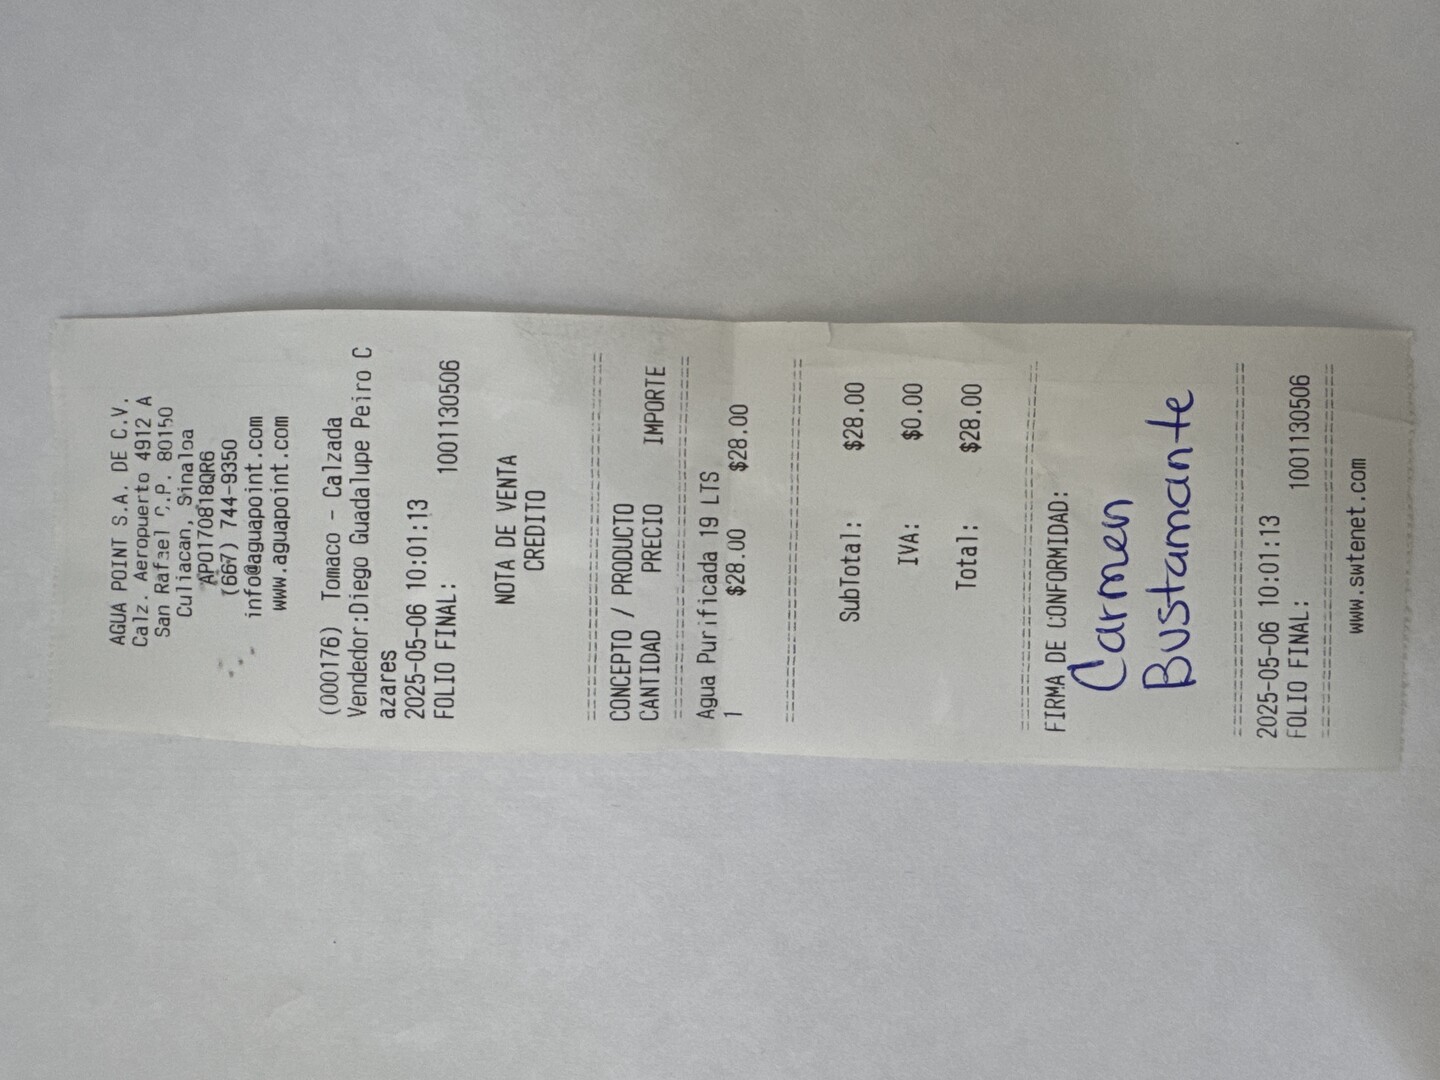 AGUA POINT S.A. DE C.V.
Calz. Aeropuerto 4912 A
San Rafael C.P. 80150
Culiacan, Sinaloa
APO170818QR6
(667) 744-9350
info@aguapoint.com
www.aguapoint.com
(000176) Tomaco - Calzada
Vendedor:Diego Guadalupe Peiro C
azares
2025-05-06 10:01:13
FOLIO FINAL: 1001130506
NOTA DE VENTA
CREDITO
================================
CONCEPTO / PRODUCTO
CANTIDAD PRECIO IMPORTE
================================
Agua Purificada 19 LTS
1 $28.00 $28.00
================================
SubTotal: $28.00
IVA: $0.00
Total: $28.00
================================
FIRMA DE CONFORMIDAD:
Carmen
Bustamante
================================
2025-05-06 10:01:13
FOLIO FINAL: 1001130506
================================
www.swtenet.com